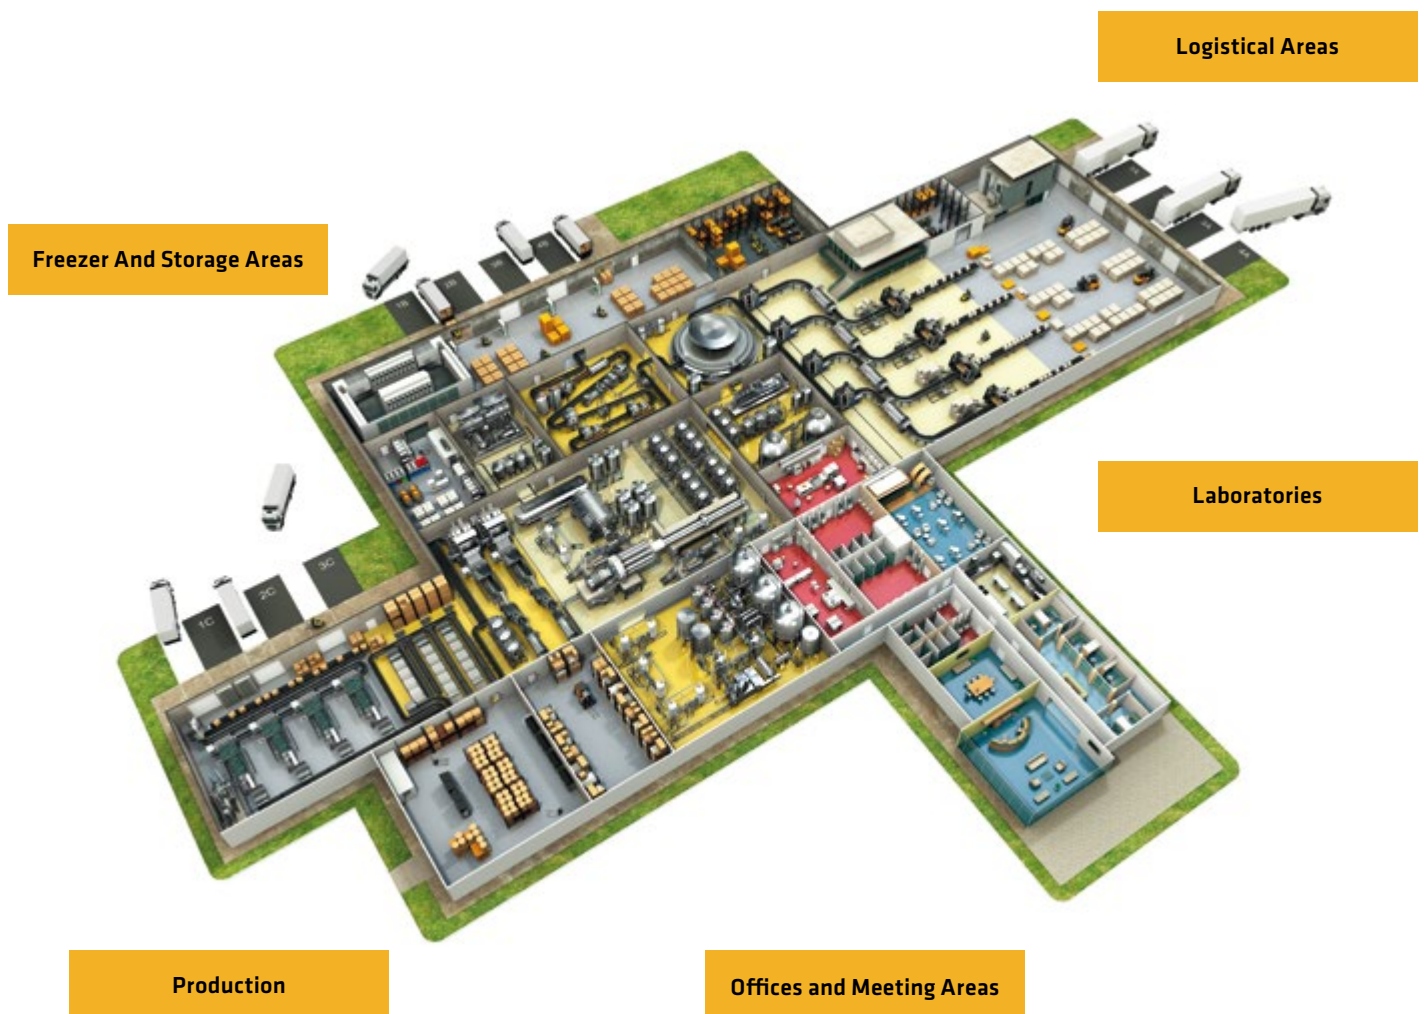 Logistical Areas
Freezer And Storage Areas
Laboratories
3C
2C
1C
Production
Offices and Meeting Areas